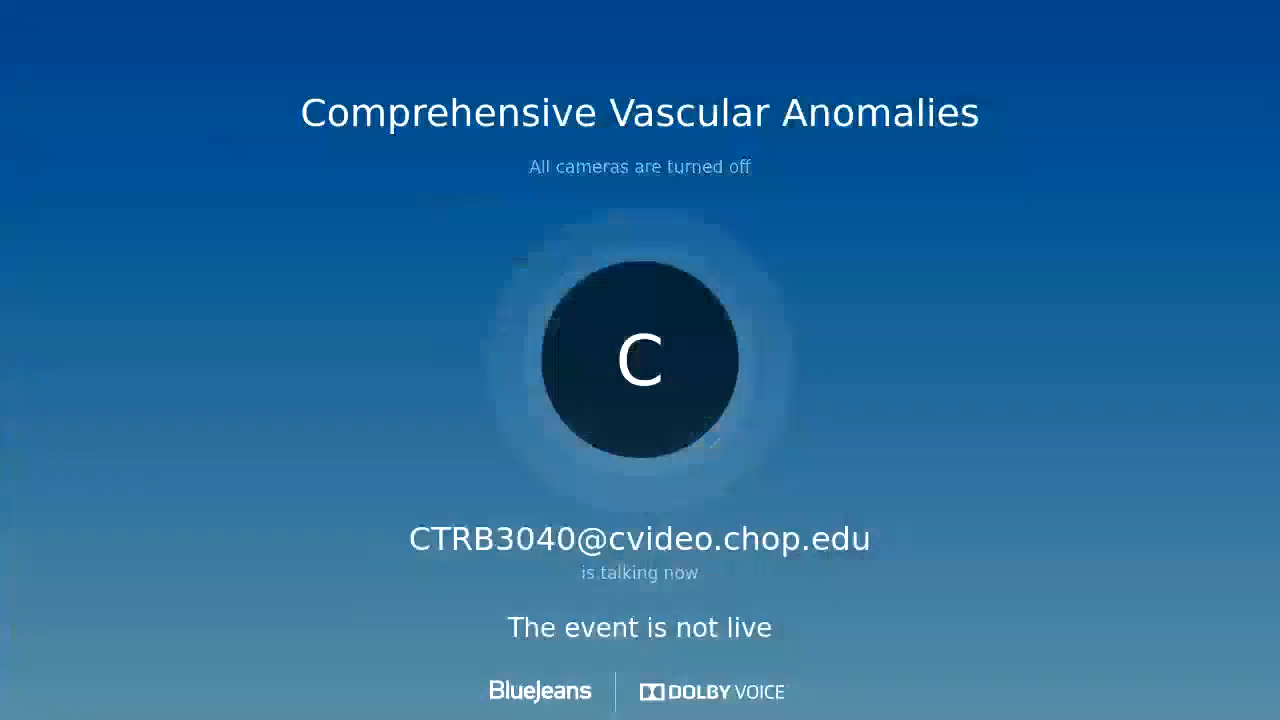 Comprehensive Vascular Anomalies
All cameras are turned off
C
CTRB3040@cvideo.chop.edu
is talking now
The event is not live
BlueJeans DOLBY VOICE